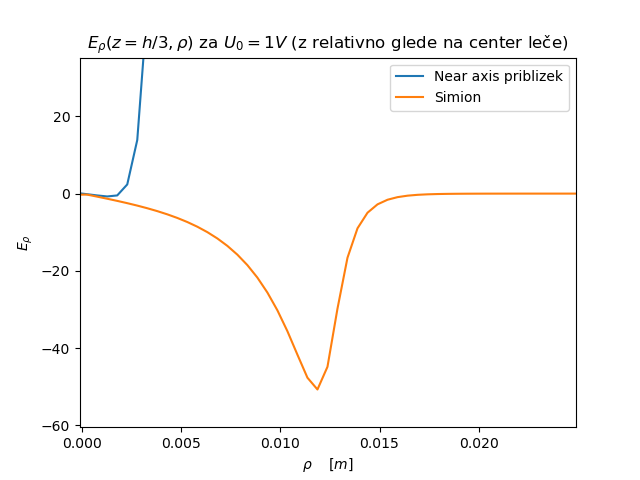 E_ρ(z = h/3, ρ) za U_0 = 1V (z relativno glede na center leče)
Near axis priblizek
Simion
20
0
−20
−40
−60
E_ρ
0.000 0.005 0.010 0.015 0.020
ρ [m]